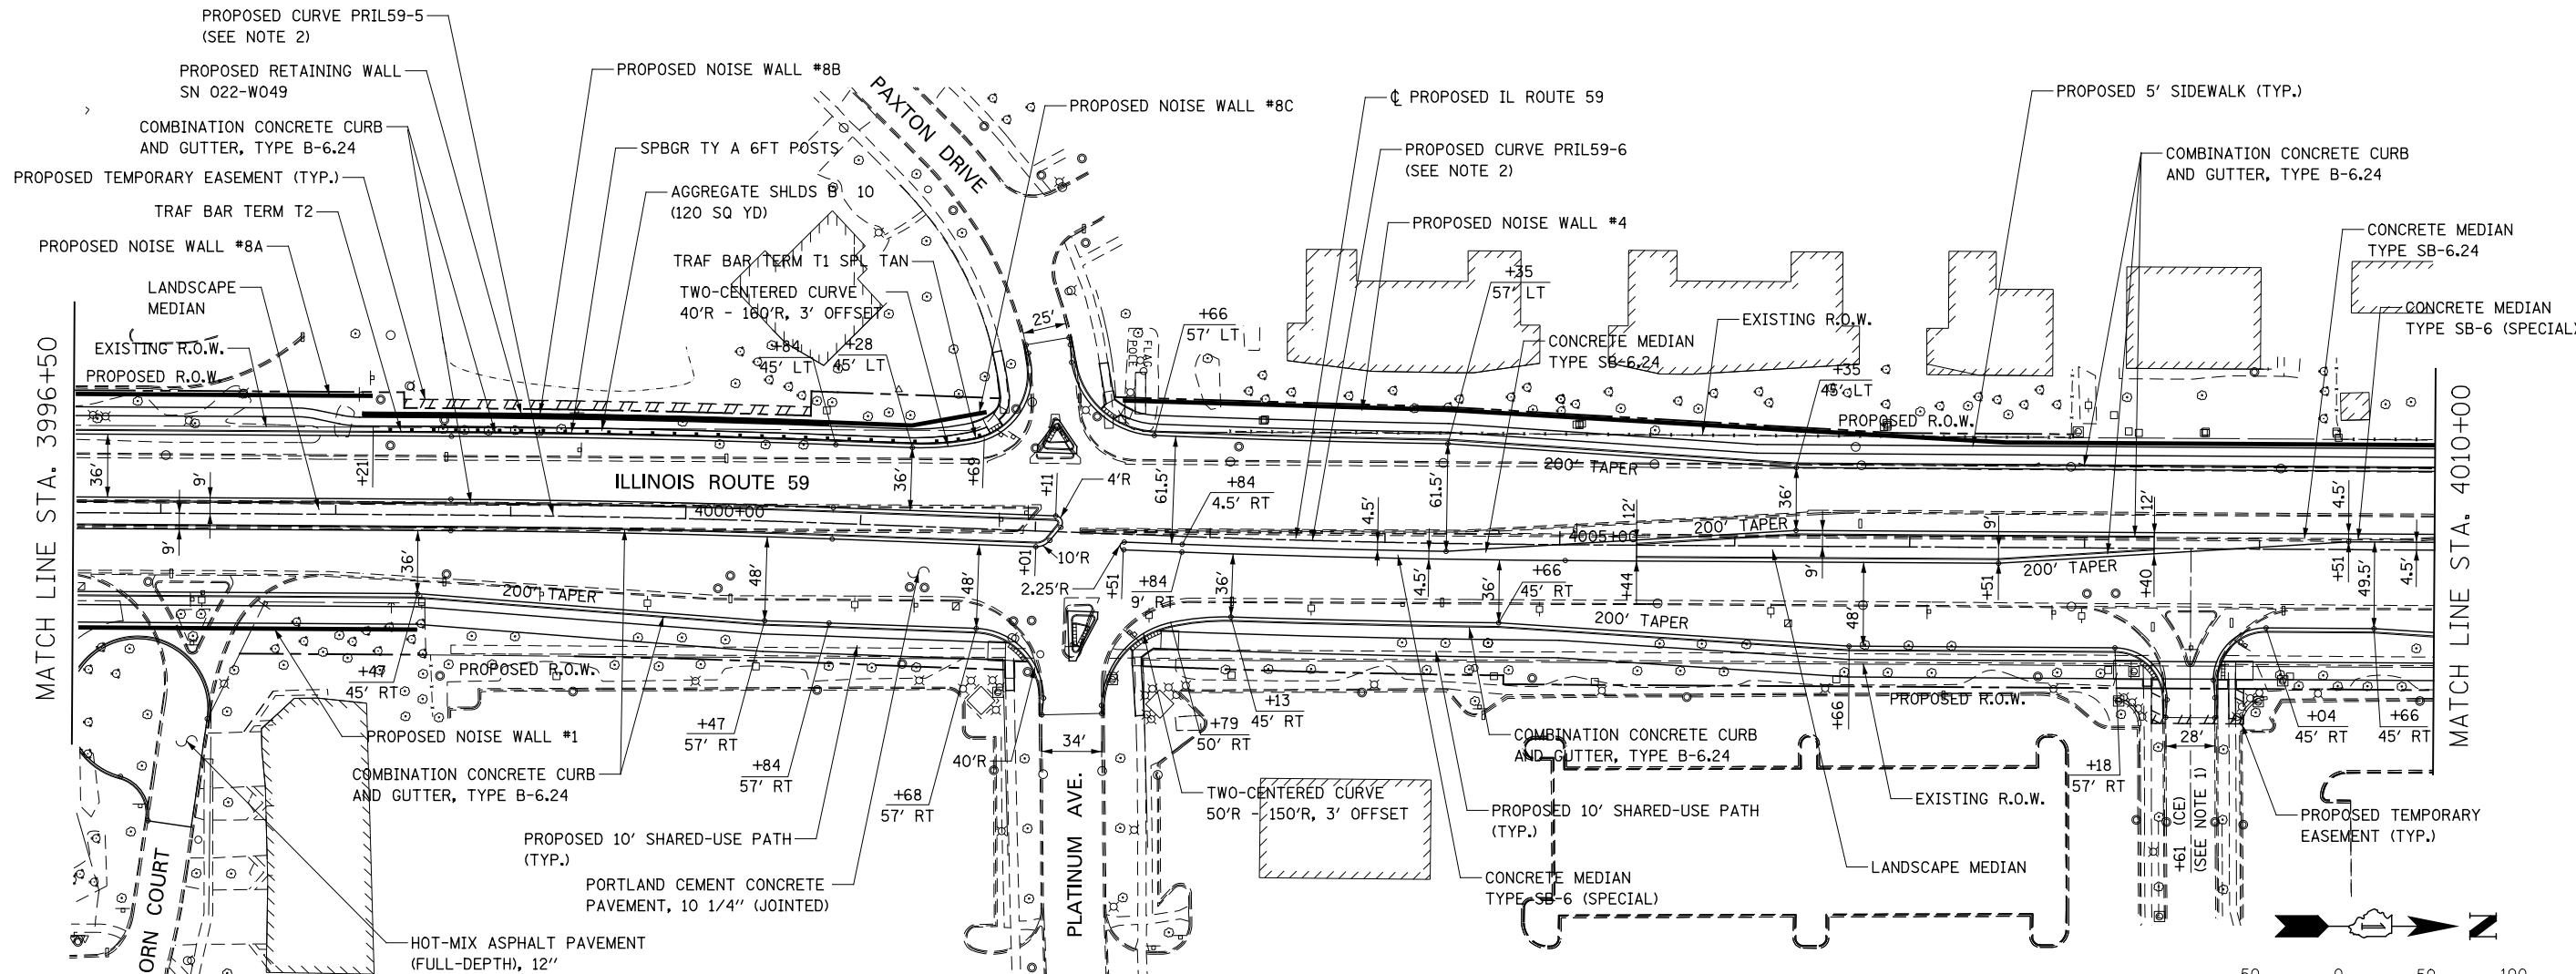 PROPOSED CURVE PRIL59-5
(SEE NOTE 2)
PROPOSED RETAINING WALL
SN 022-W049
COMBINATION CONCRETE CURB
AND GUTTER, TYPE B-6.24
PROPOSED TEMPORARY EASEMENT (TYP.)
TRAF BAR TERM T2
PROPOSED NOISE WALL #8A
LANDSCAPE
MEDIAN
EXISTING R.O.W.
PROPOSED R.O.W.
MATCH LINE STA. 3996+50
PROPOSED NOISE WALL #8B
SPBGR TY A 6FT POSTS
AGGREGATE SHLDS B 10
(120 SQ YD)
TRAF BAR TERM T1 SPL TAN
TWO-CENTERED CURVE
40'R - 160'R, 3' OFFSET
+84
45' LT
+28
45' LT
PAXTON DRIVE
PROPOSED NOISE WALL #8C
25'
FLAG
POLE
+66
57' LT
℄ PROPOSED IL ROUTE 59
PROPOSED CURVE PRIL59-6
(SEE NOTE 2)
PROPOSED NOISE WALL #4
+35
57' LT
CONCRETE MEDIAN
TYPE SB-6.24
EXISTING R.O.W.
+35
45' LT
PROPOSED R.O.W.
PROPOSED 5' SIDEWALK (TYP.)
COMBINATION CONCRETE CURB
AND GUTTER, TYPE B-6.24
CONCRETE MEDIAN
TYPE SB-6.24
CONCRETE MEDIAN
TYPE SB-6 (SPECIAL)
MATCH LINE STA. 4010+00
36'
9'
9'
+21
ILLINOIS ROUTE 59
4000+00
36'
+69
+11
4'R
61.5'
+84
4.5' RT
4.5'
61.5'
4.5'
200' TAPER
12'
36'
200' TAPER
4005+00
9'
9'
12'
4.5'
36'
200' TAPER
48'
48'
+01
10'R
2.25'R
+51
+84
9' RT
36'
36'
+66
45' RT
+44
200' TAPER
48'
+51
200' TAPER
+40
+51
49.5'
4.5'
+47
45' RT
PROPOSED R.O.W.
PROPOSED NOISE WALL #1
COMBINATION CONCRETE CURB
AND GUTTER, TYPE B-6.24
+47
57' RT
+84
57' RT
+68
57' RT
40'R
34'
PLATINUM AVE.
+79
50' RT
+13
45' RT
TWO-CENTERED CURVE
50'R - 150'R, 3' OFFSET
COMBINATION CONCRETE CURB
AND GUTTER, TYPE B-6.24
PROPOSED 10' SHARED-USE PATH
(TYP.)
CONCRETE MEDIAN
TYPE SB-6 (SPECIAL)
+66
PROPOSED R.O.W.
EXISTING R.O.W.
LANDSCAPE MEDIAN
+18
57' RT
28'
+61 (CE)
(SEE NOTE 1)
+04
45' RT
+66
45' RT
PROPOSED TEMPORARY
EASEMENT (TYP.)
PROPOSED 10' SHARED-USE PATH
(TYP.)
PORTLAND CEMENT CONCRETE
PAVEMENT, 10 1/4" (JOINTED)
HOT-MIX ASPHALT PAVEMENT
(FULL-DEPTH), 12"
ORN COURT
N
50 0 50 100